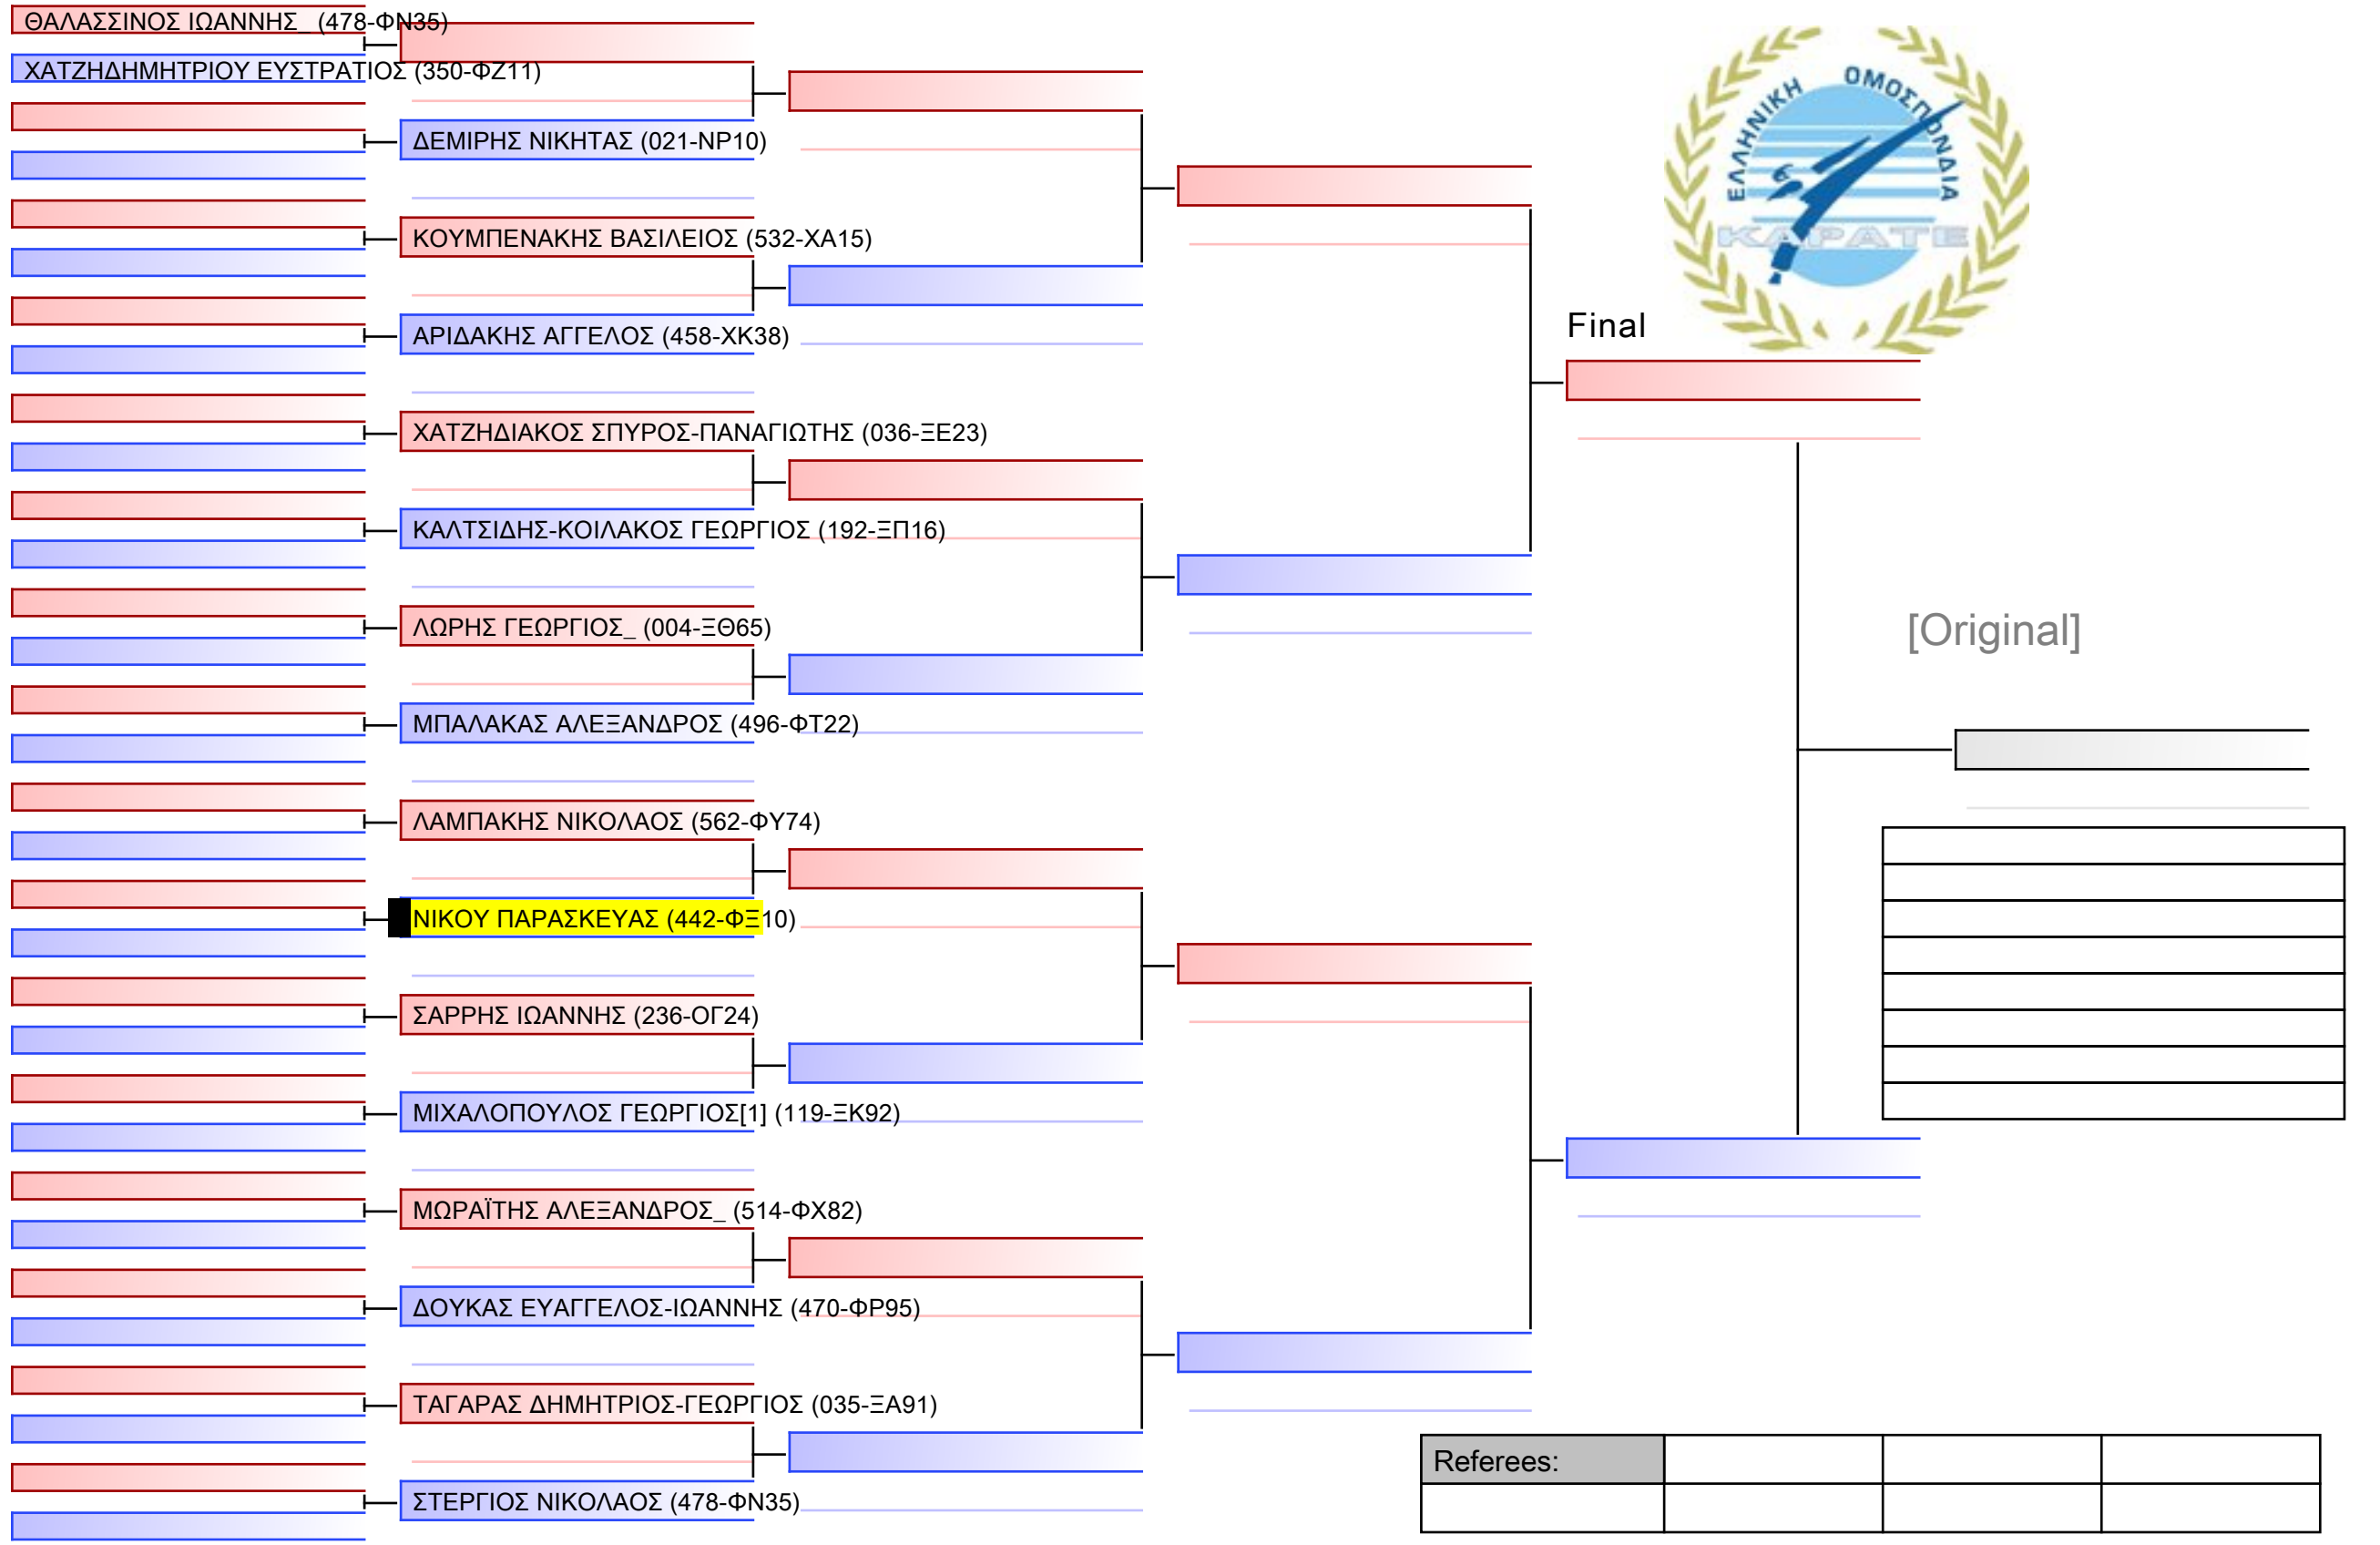 ΘΑΛΑΣΣΙΝΟΣ ΙΩΑΝΝΗΣ_ (478-ΦΝ35)
ΧΑΤΖΗΔΗΜΗΤΡΙΟΥ ΕΥΣΤΡΑΤΙΟΣ (350-ΦΖ11)
ΔΕΜΙΡΗΣ ΝΙΚΗΤΑΣ (021-ΝΡ10)
ΚΟΥΜΠΕΝΑΚΗΣ ΒΑΣΙΛΕΙΟΣ (532-ΧΑ15)
ΑΡΙΔΑΚΗΣ ΑΓΓΕΛΟΣ (458-ΧΚ38)
ΧΑΤΖΗΔΙΑΚΟΣ ΣΠΥΡΟΣ-ΠΑΝΑΓΙΩΤΗΣ (036-ΞΕ23)
ΚΑΛΤΣΙΔΗΣ-ΚΟΙΛΑΚΟΣ ΓΕΩΡΓΙΟΣ (192-ΞΠ16)
ΛΩΡΗΣ ΓΕΩΡΓΙΟΣ_ (004-ΞΘ65)
ΜΠΑΛΑΚΑΣ ΑΛΕΞΑΝΔΡΟΣ (496-ΦΤ22)
ΛΑΜΠΑΚΗΣ ΝΙΚΟΛΑΟΣ (562-ΦΥ74)
ΝΙΚΟΥ ΠΑΡΑΣΚΕΥΑΣ (442-ΦΞ10)
ΣΑΡΡΗΣ ΙΩΑΝΝΗΣ (236-ΟΓ24)
ΜΙΧΑΛΟΠΟΥΛΟΣ ΓΕΩΡΓΙΟΣ[1] (119-ΞΚ92)
ΜΩΡΑΪΤΗΣ ΑΛΕΞΑΝΔΡΟΣ_ (514-ΦΧ82)
ΔΟΥΚΑΣ ΕΥΑΓΓΕΛΟΣ-ΙΩΑΝΝΗΣ (470-ΦΡ95)
ΤΑΓΑΡΑΣ ΔΗΜΗΤΡΙΟΣ-ΓΕΩΡΓΙΟΣ (035-ΞΑ91)
ΣΤΕΡΓΙΟΣ ΝΙΚΟΛΑΟΣ (478-ΦΝ35)
ΕΛΛΗΝΙΚΗ ΟΜΟΣΠΟΝΔΙΑ
ΚΑΡΑΤΕ
Final
[Original]
Referees: